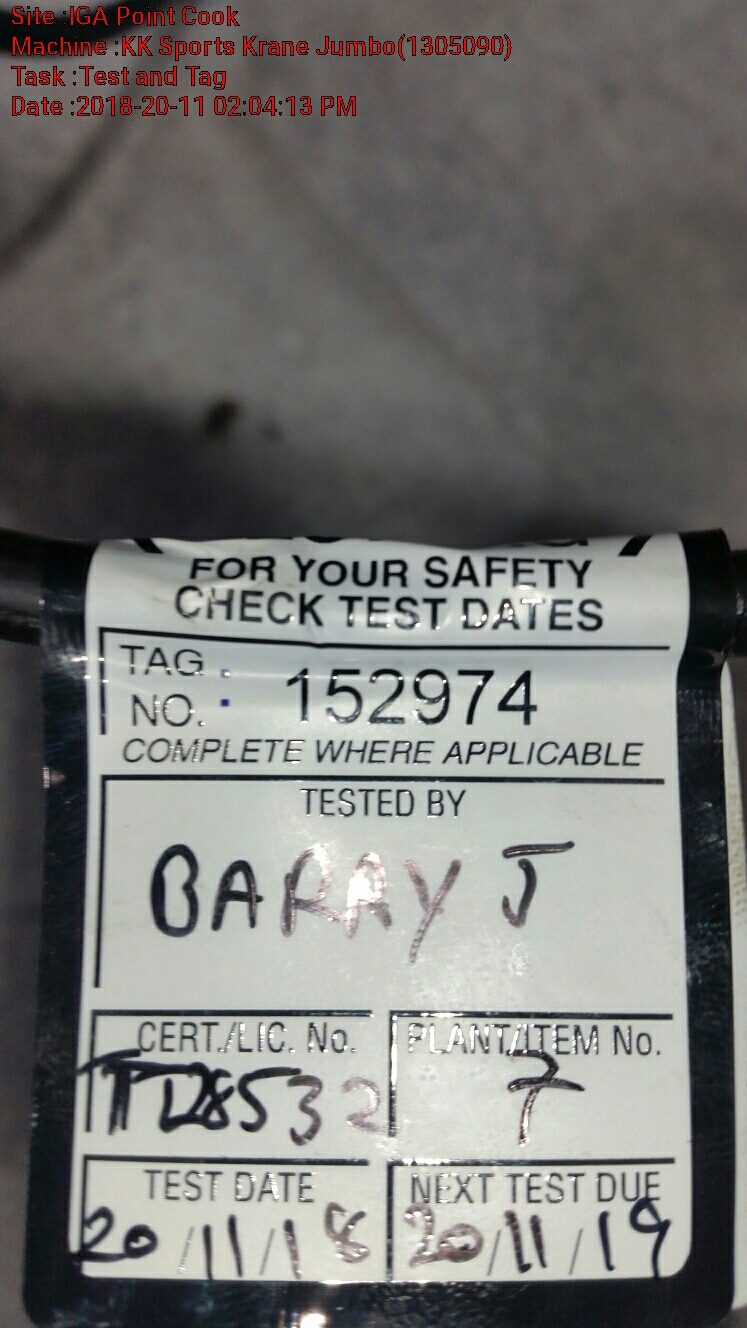 Site :IGA Point Cook
Machine :KK Sports Krane Jumbo(1305090)
Task :Test and Tag
Date :2018-20-11 02:04:13 PM
FOR YOUR SAFETY
CHECK TEST DATES
TAG NO.: 152974
COMPLETE WHERE APPLICABLE
TESTED BY
BARRY J
CERT./LIC. No. PLANT/ITEM No.
7
TEST DATE NEXT TEST DUE
20/11/18 20/11/19